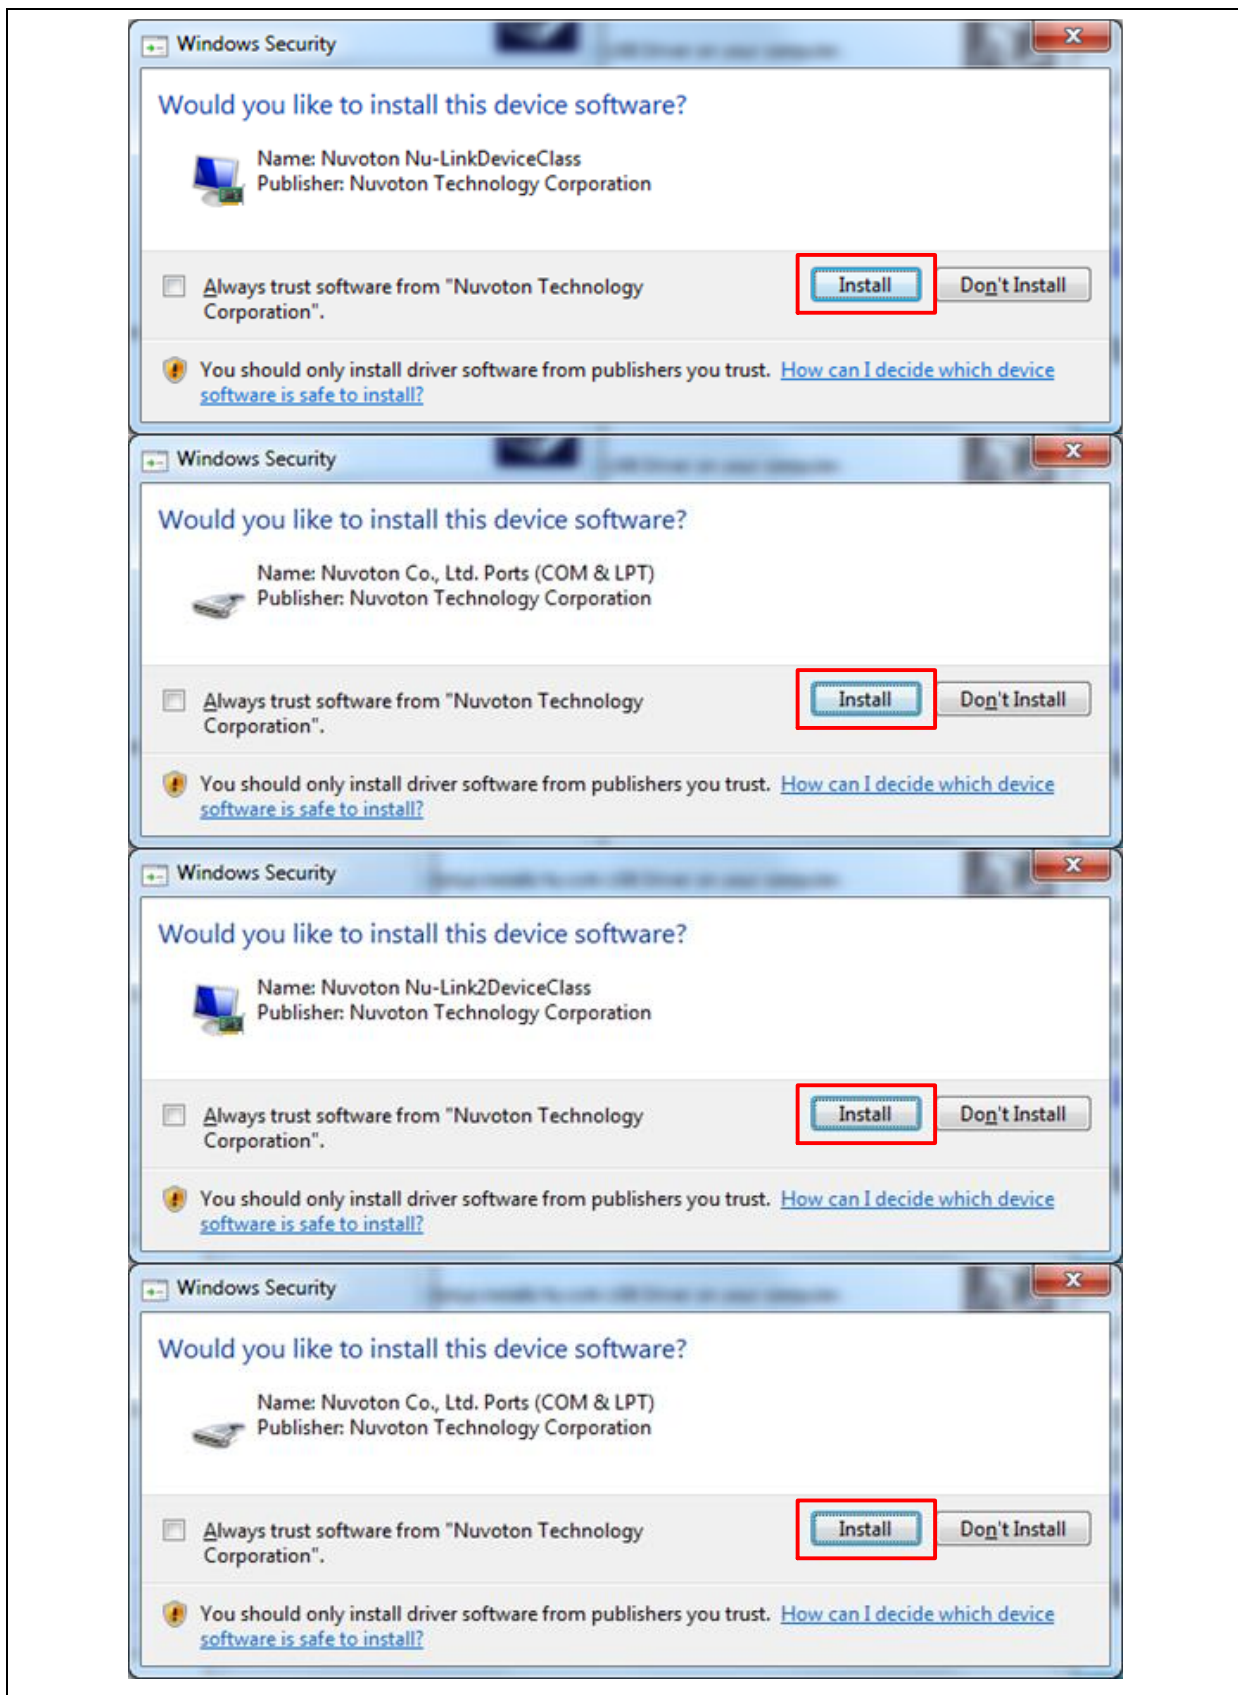 Windows Security
Would you like to install this device software?
Name: Nuvoton Nu-LinkDeviceClass
Publisher: Nuvoton Technology Corporation
Always trust software from "Nuvoton Technology
Corporation".
Install
Don't Install
You should only install driver software from publishers you trust. How can I decide which device
software is safe to install?
Windows Security
Would you like to install this device software?
Name: Nuvoton Co., Ltd. Ports (COM & LPT)
Publisher: Nuvoton Technology Corporation
Always trust software from "Nuvoton Technology
Corporation".
Install
Don't Install
You should only install driver software from publishers you trust. How can I decide which device
software is safe to install?
Windows Security
Would you like to install this device software?
Name: Nuvoton Nu-Link2DeviceClass
Publisher: Nuvoton Technology Corporation
Always trust software from "Nuvoton Technology
Corporation".
Install
Don't Install
You should only install driver software from publishers you trust. How can I decide which device
software is safe to install?
Windows Security
Would you like to install this device software?
Name: Nuvoton Co., Ltd. Ports (COM & LPT)
Publisher: Nuvoton Technology Corporation
Always trust software from "Nuvoton Technology
Corporation".
Install
Don't Install
You should only install driver software from publishers you trust. How can I decide which device
software is safe to install?